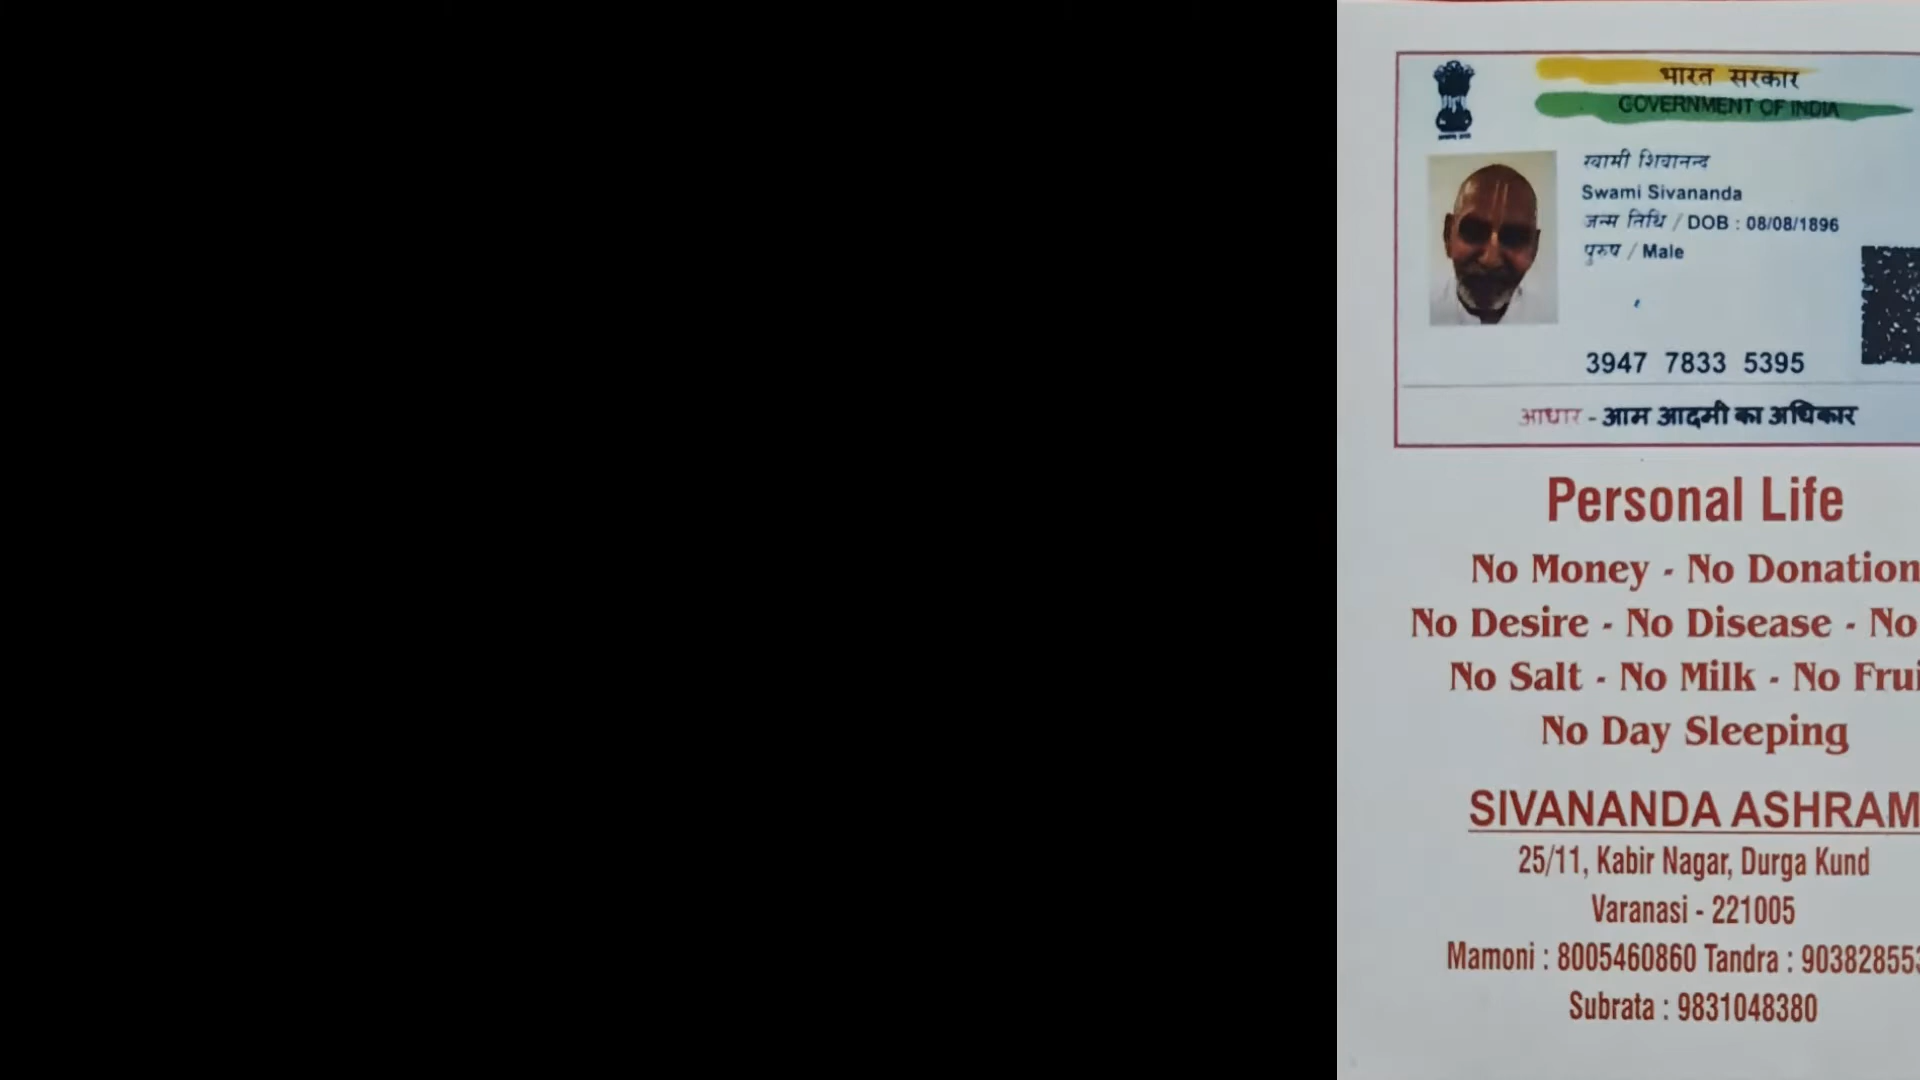 भारत सरकार
GOVERNMENT OF INDIA
स्वामी शिवानन्द
Swami Sivananda
जन्म तिथि / DOB : 08/08/1896
पुरुष / Male
3947 7833 5395
आधार - आम आदमी का अधिकार
Personal Life
No Money - No Donation
No Desire - No Disease - No
No Salt - No Milk - No Frui
No Day Sleeping
SIVANANDA ASHRAM
25/11, Kabir Nagar, Durga Kund
Varanasi - 221005
Mamoni : 8005460860 Tandra : 90382855
Subrata : 9831048380